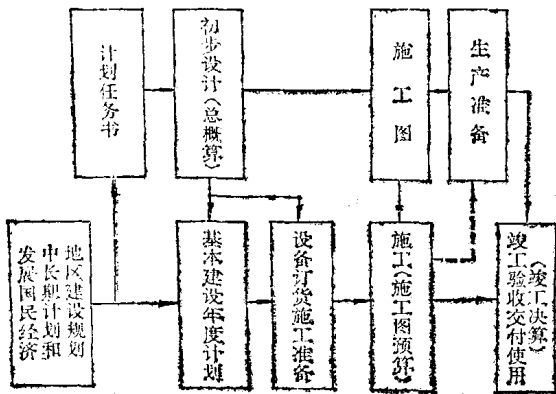 计划任务书
初步设计(总概算)
施工图
生产准备
发展国民经济
中长期计划和
地区建设规划
基本建设年度计划
设备订货施工准备
施工(施工图预算)
竣工验收交付使用
(竣工决算)